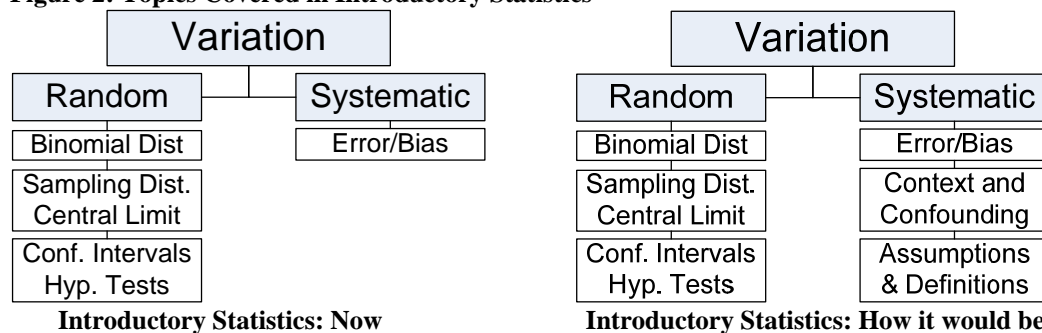 Figure 2: Topics Covered in Introductory Statistics
Variation
Random
Systematic
Binomial Dist
Error/Bias
Sampling Dist.
Central Limit
Conf. Intervals
Hyp. Tests
Introductory Statistics: Now
Variation
Random
Systematic
Binomial Dist
Error/Bias
Sampling Dist.
Central Limit
Context and
Confounding
Conf. Intervals
Hyp. Tests
Assumptions
& Definitions
Introductory Statistics: How it would be